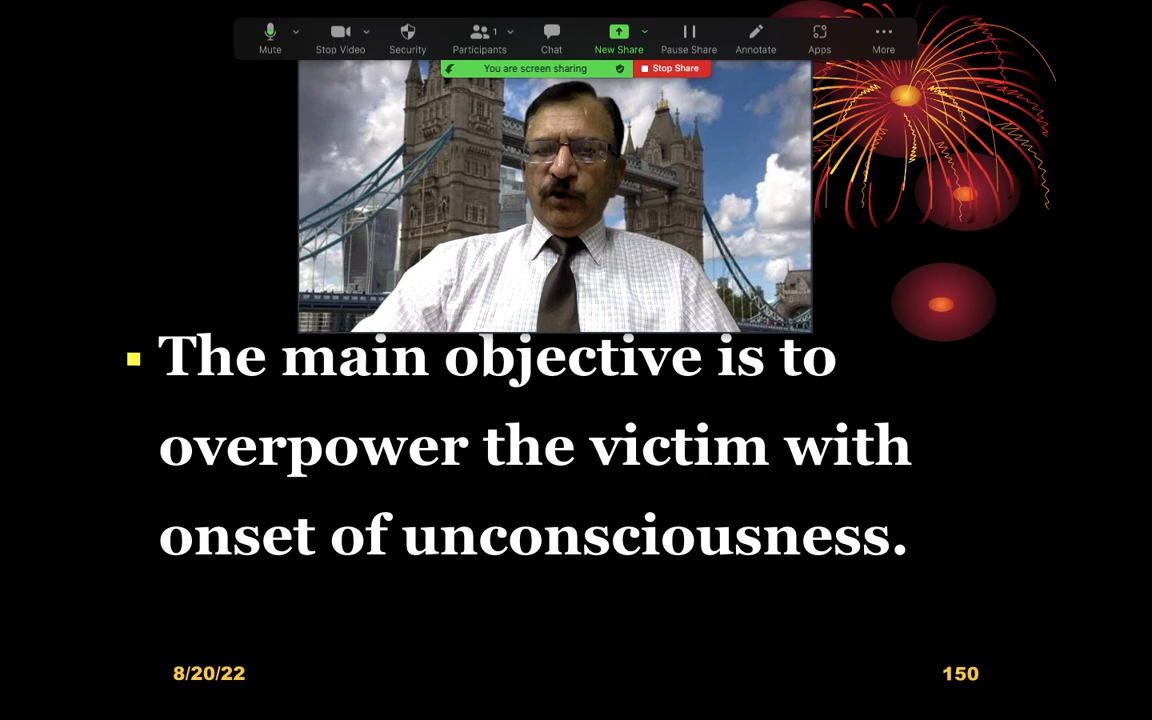 Mute
Stop Video
Security
Participants 1
Chat
New Share
Pause Share
Annotate
Apps
More
You are screen sharing
Stop Share
The main objective is to
overpower the victim with
onset of unconsciousness.
8/20/22
150